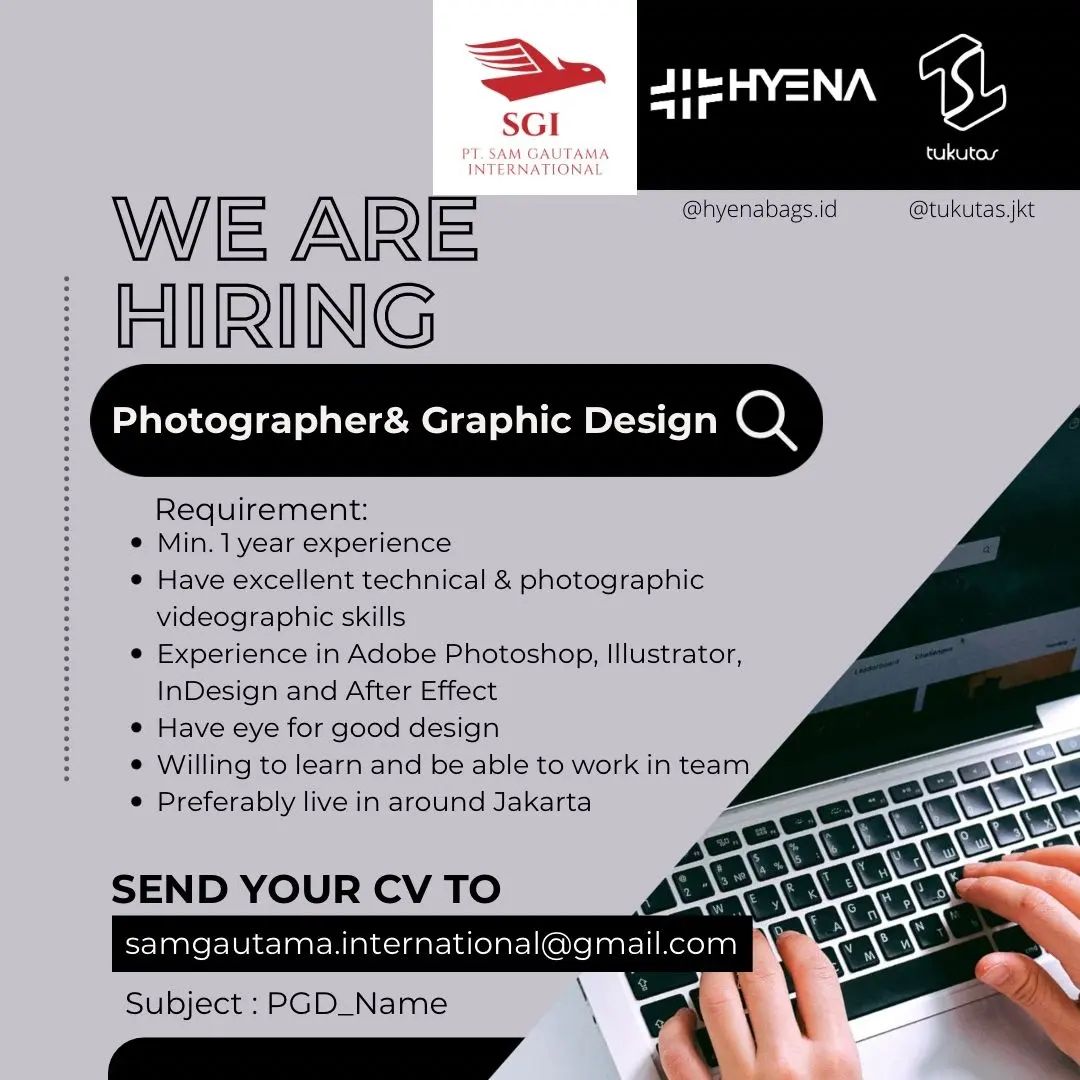 SGI
PT. SAM GAUTAMA
INTERNATIONAL
HYENA
tukutas
@hyenabags.id
@tukutas.jkt
WE ARE
HIRING
Photographer& Graphic Design
Requirement:
• Min. 1 year experience
• Have excellent technical & photographic
videographic skills
• Experience in Adobe Photoshop, Illustrator,
InDesign and After Effect
• Have eye for good design
• Willing to learn and be able to work in team
• Preferably live in around Jakarta
Leaderboard Challenges
SEND YOUR CV TO
samgautama.international@gmail.com
Subject : PGD_Name